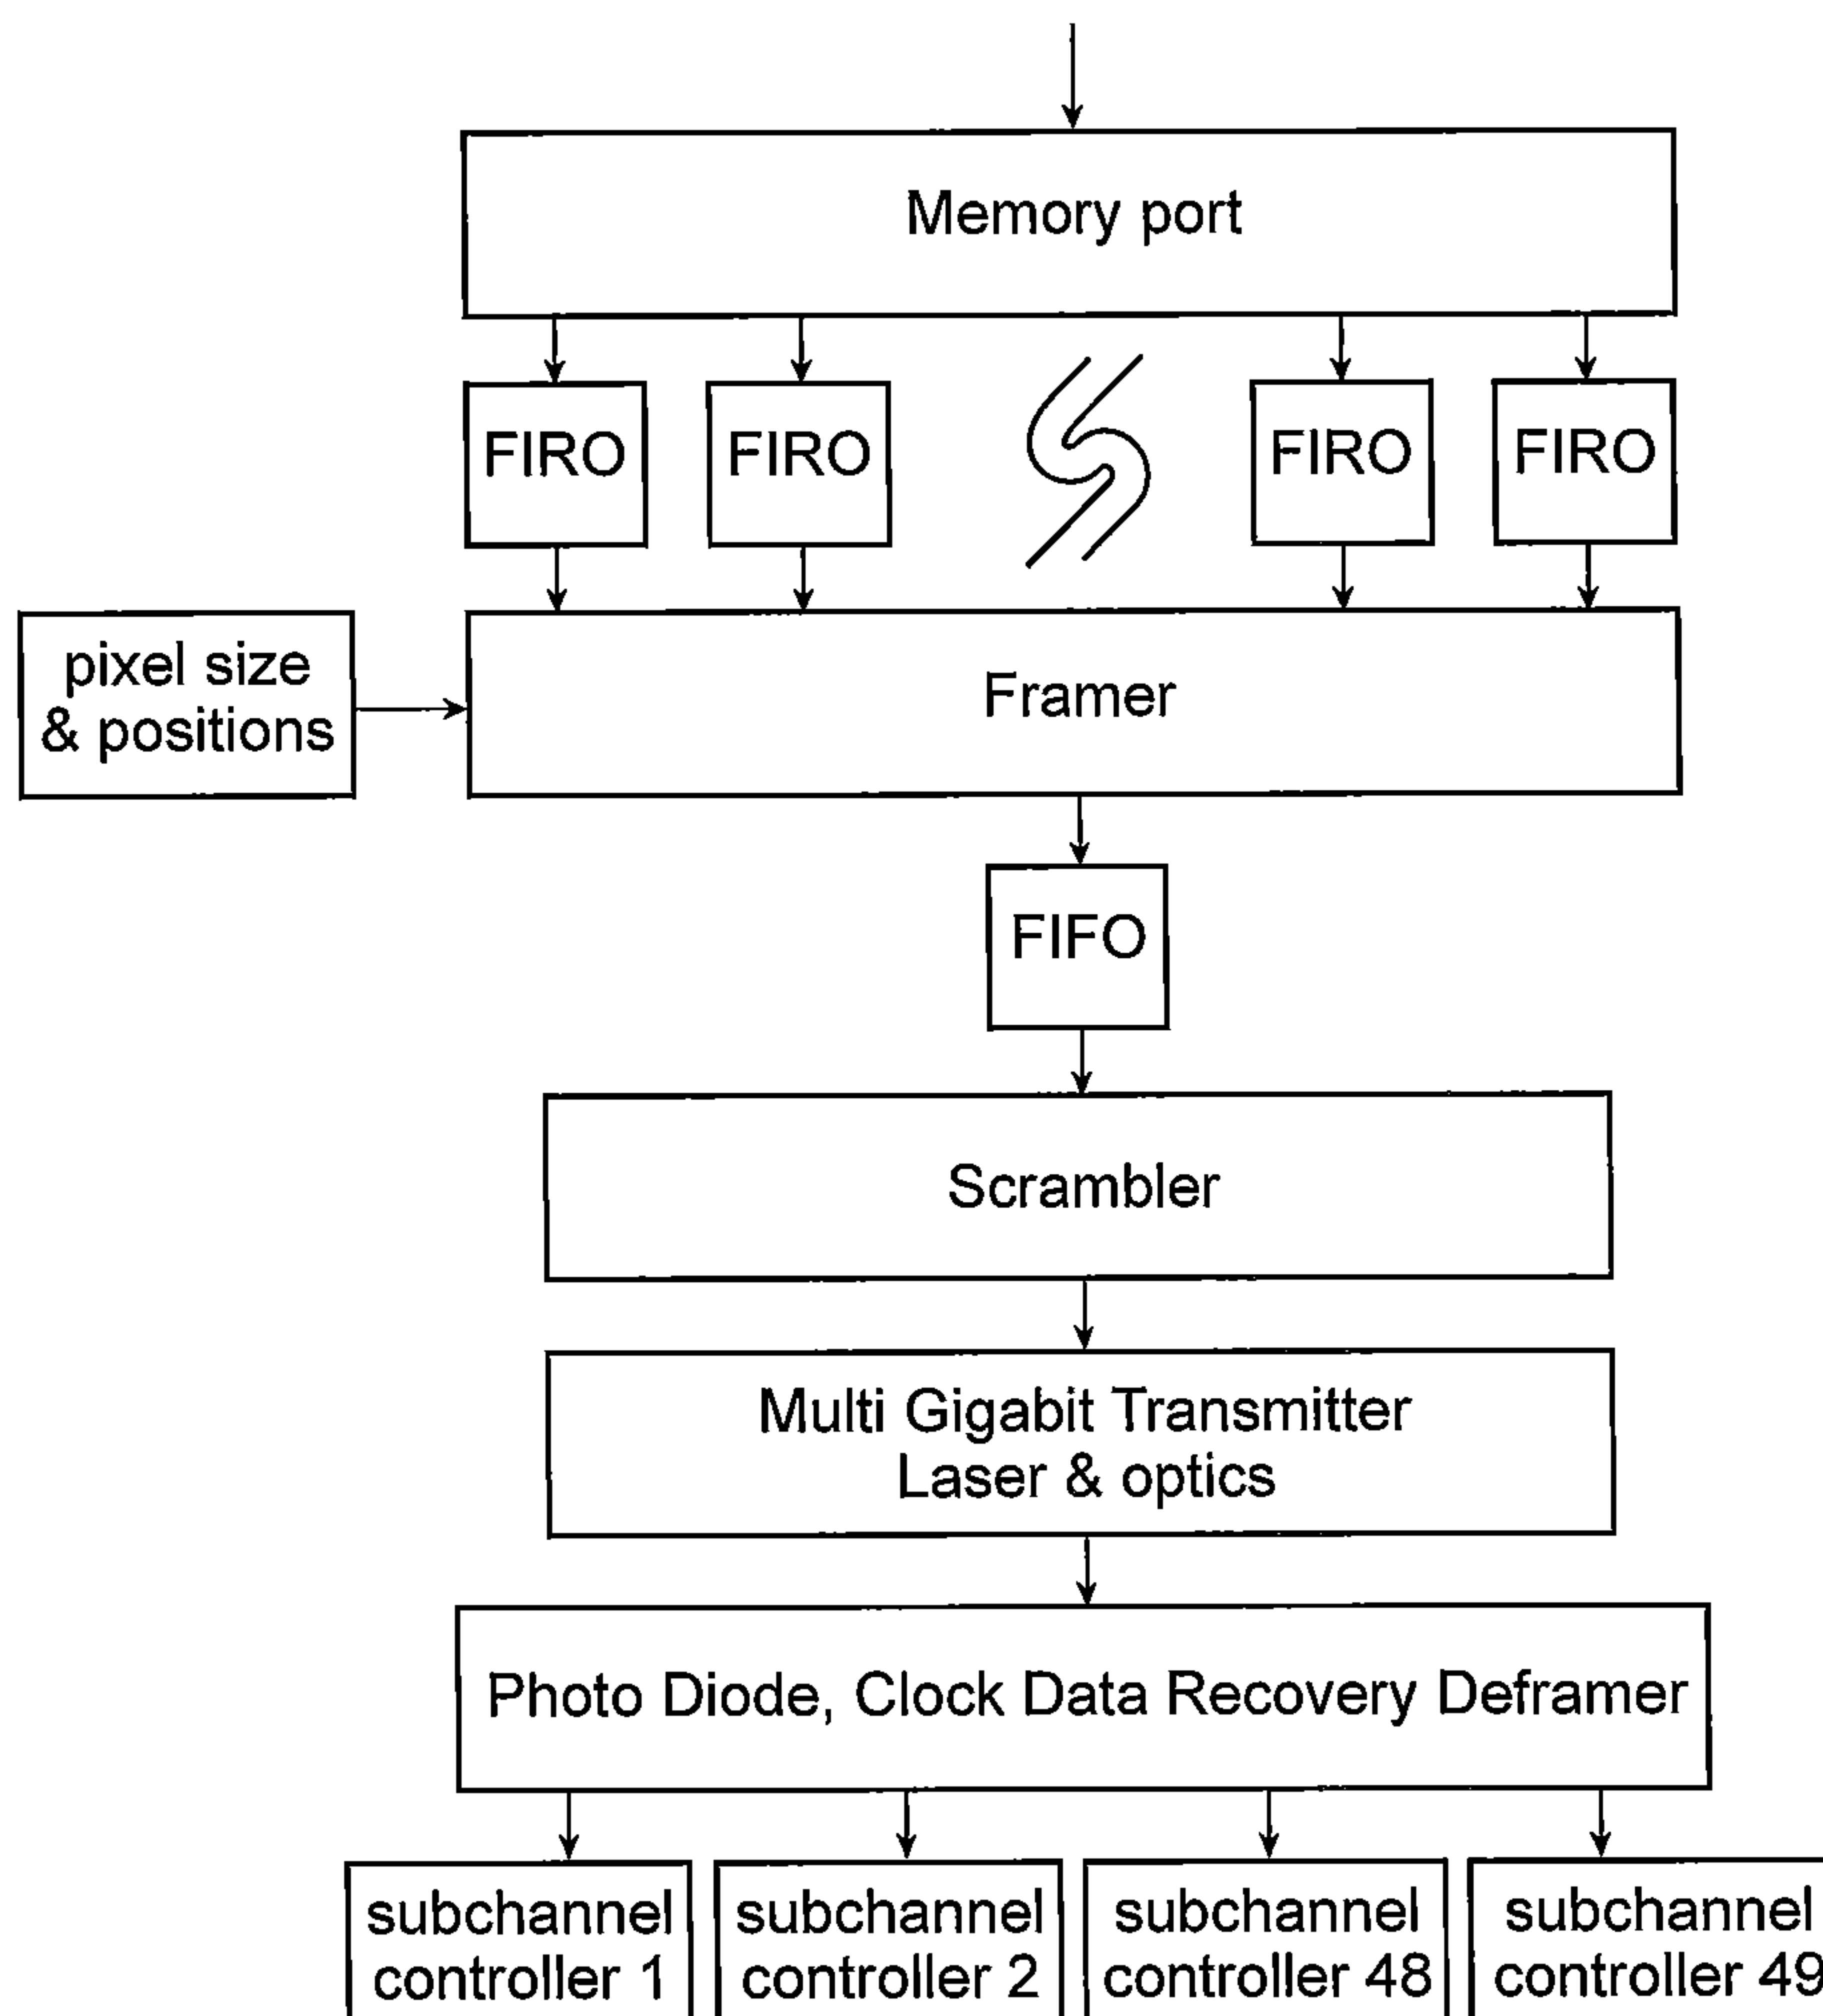 Memory port
FIRO FIRO FIRO FIRO
pixel size
& positions
Framer
FIFO
Scrambler
Multi Gigabit Transmitter
Laser & optics
Photo Diode, Clock Data Recovery Deframer
subchannel
controller 1
subchannel
controller 2
subchannel
controller 48
subchannel
controller 49